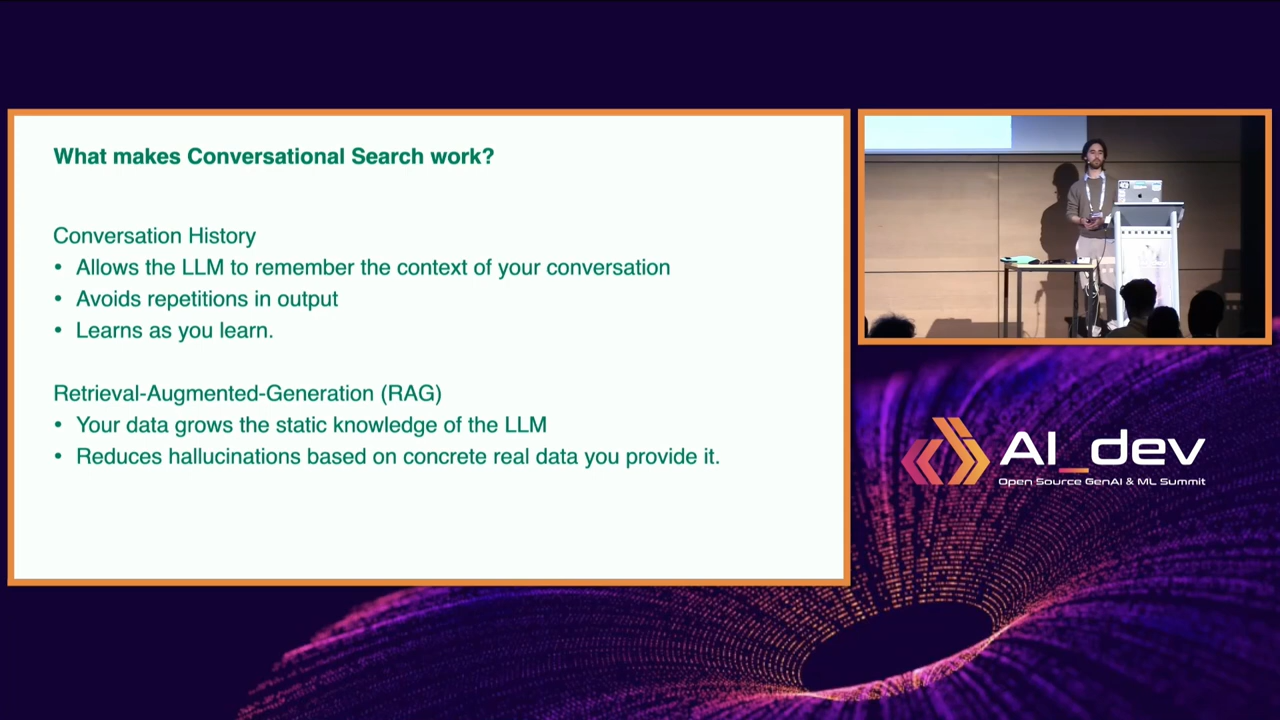 What makes Conversational Search work?
Conversation History
• Allows the LLM to remember the context of your conversation
• Avoids repetitions in output
• Learns as you learn.
Retrieval-Augmented-Generation (RAG)
• Your data grows the static knowledge of the LLM
• Reduces hallucinations based on concrete real data you provide it.
AI_dev
Open Source GenAI & ML Summit